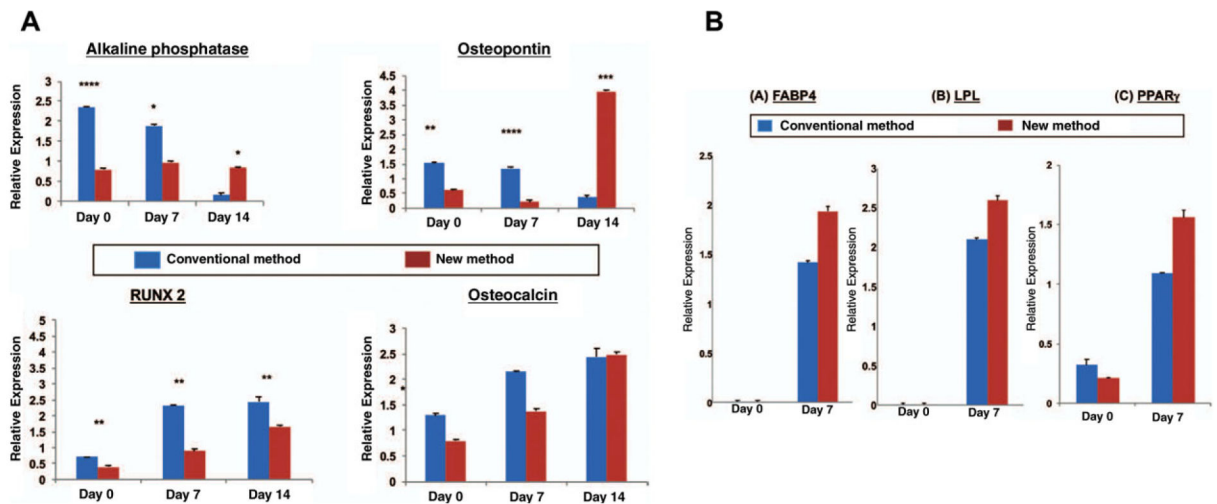 A
Alkaline phosphatase
Relative Expression
3
2.5
2
1.5
1
0.5
0
****
*
*
Day 0 Day 7 Day 14
Osteopontin
Relative Expression
4.5
4
3.5
3
2.5
2
1.5
1
0.5
0
**
****
***
Day 0 Day 7 Day 14
Conventional method New method
RUNX 2
Relative Expression
5
4.5
4
3.5
3
2.5
2
1.5
1
0.5
0
**
**
**
Day 0 Day 7 Day 14
Osteocalcin
Relative Expression
3
2.5
2
1.5
1
0.5
0
*
Day 0 Day 7 Day 14
B
(A) FABP4 (B) LPL (C) PPARγ
Conventional method New method
Relative Expression
2.5
2
1.5
1
0.5
0
Day 0 Day 7
Relative Expression
3
2.5
2
1
0
Day 0 Day 7
Relative Expression
2
1.5
1
0.5
0
Day 0 Day 7